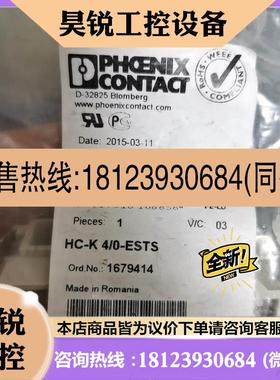 昊锐工控设备
PHOENIX
CONTACT
D-32825 Blomberg
www.phoenixcontact.com
RoHS WEEE
COMPLIANT
Date: 2015-03-11
售热线:18123930684(同
Pieces: 1
V/C: 03
HC-K 4/0-ESTS
Ord.No.: 1679414
全新!
Made in Romania
本店所有商品皆为议价下单请咨询客服
锐
控
咨询热线:18123930684 (微